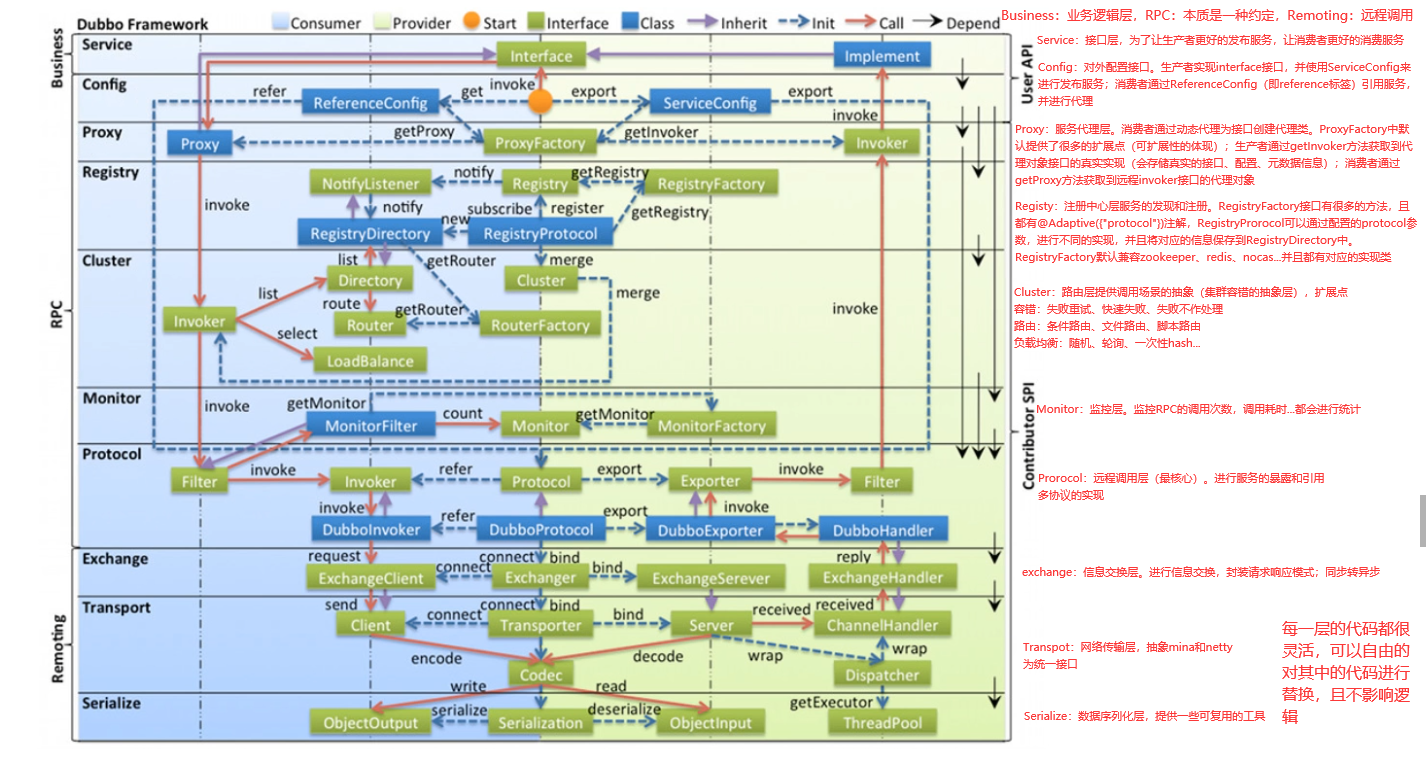 Dubbo Framework
Consumer
Provider
Start
Interface
Class
Inherit
Init
Call
Depend
Business
RPC
Remoting
User API
Contributor SPI
Service
Interface
Implement
Config
refer
ReferenceConfig
get
invoke
export
ServiceConfig
export
invoke
Proxy
Proxy
getProxy
ProxyFactory
getInvoker
Invoker
Registry
NotifyListener
notify
Registry
getRegistry
RegistryFactory
invoke
notify
subscribe
register
getRegistry
new
RegistryDirectory
RegistryProtocol
Cluster
list
getRouter
merge
Directory
Cluster
list
merge
route
getRouter
invoke
Invoker
Router
RouterFactory
select
LoadBalance
Monitor
invoke
getMonitor
count
getMonitor
MonitorFilter
Monitor
MonitorFactory
Protocol
Filter
invoke
Invoker
refer
Protocol
export
Exporter
invoke
Filter
invoke
refer
export
invoke
DubboInvoker
DubboProtocol
DubboExporter
DubboHandler
Exchange
request
connect
bind
reply
connect
bind
ExchangeClient
Exchanger
ExchangeSerever
ExchangeHandler
Transport
send
connect
bind
received
received
connect
bind
Client
Transporter
Server
ChannelHandler
encode
decode
wrap
wrap
Codec
Dispatcher
write
read
getExecutor
Serialize
serialize
deserialize
ObjectOutput
Serialization
ObjectInput
ThreadPool
Business：业务逻辑层，RPC：本质是一种约定，Remoting：远程调用
Service：接口层，为了让生产者更好的发布服务，让消费者更好的消费服务
Config：对外配置接口。生产者实现interface接口，并使用ServiceConfig来
进行发布服务；消费者通过ReferenceConfig（即reference标签）引用服务，
并进行代理
Proxy：服务代理层。消费者通过动态代理为接口创建代理类。ProxyFactory中默
认提供了很多的扩展点（可扩展性的体现）；生产者通过getInvoker方法获取到代
理对象接口的真实实现（会存储真实的接口、配置、元数据信息）；消费者通过
getProxy方法获取到远程invoker接口的代理对象
Registy：注册中心层服务的发现和注册。RegistryFactory接口有很多的方法，且
都有@Adaptive({"protocol"})注解，RegistryProrocol可以通过配置的protocol参
数，进行不同的实现，并且将对应的信息保存到RegistryDirectory中。
RegistryFactory默认兼容zookeeper、redis、nocas...并且都有对应的实现类
Cluster：路由层提供调用场景的抽象（集群容错的抽象层），扩展点
容错：失败重试、快速失败、失败不作处理
路由：条件路由、文件路由、脚本路由
负载均衡：随机、轮询、一次性hash...
Monitor：监控层。监控RPC的调用次数，调用耗时...都会进行统计
Prorocol：远程调用层（最核心）。进行服务的暴露和引用
多协议的实现
exchange：信息交换层。进行信息交换，封装请求响应模式；同步转异步
Transpot：网络传输层，抽象mina和netty
为统一接口
Serialize：数据序列化层，提供一些可复用的工具
每一层的代码都很
灵活，可以自由的
对其中的代码进行
替换，且不影响逻
辑